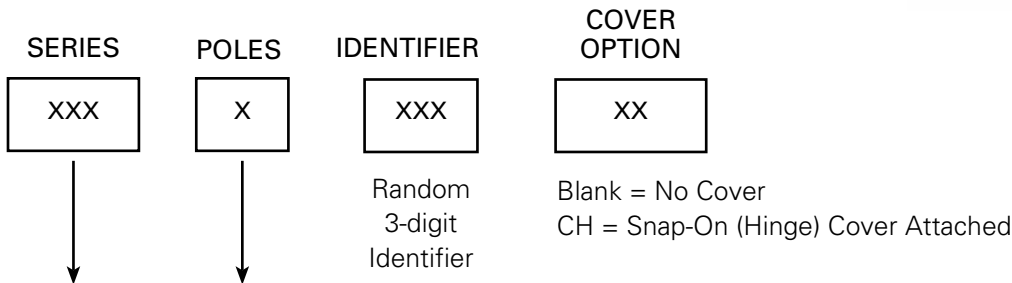 SERIES
POLES
IDENTIFIER
COVER
OPTION
XXX
X
XXX
XX
Random
3-digit
Identifier
Blank = No Cover
CH = Snap-On (Hinge) Cover Attached